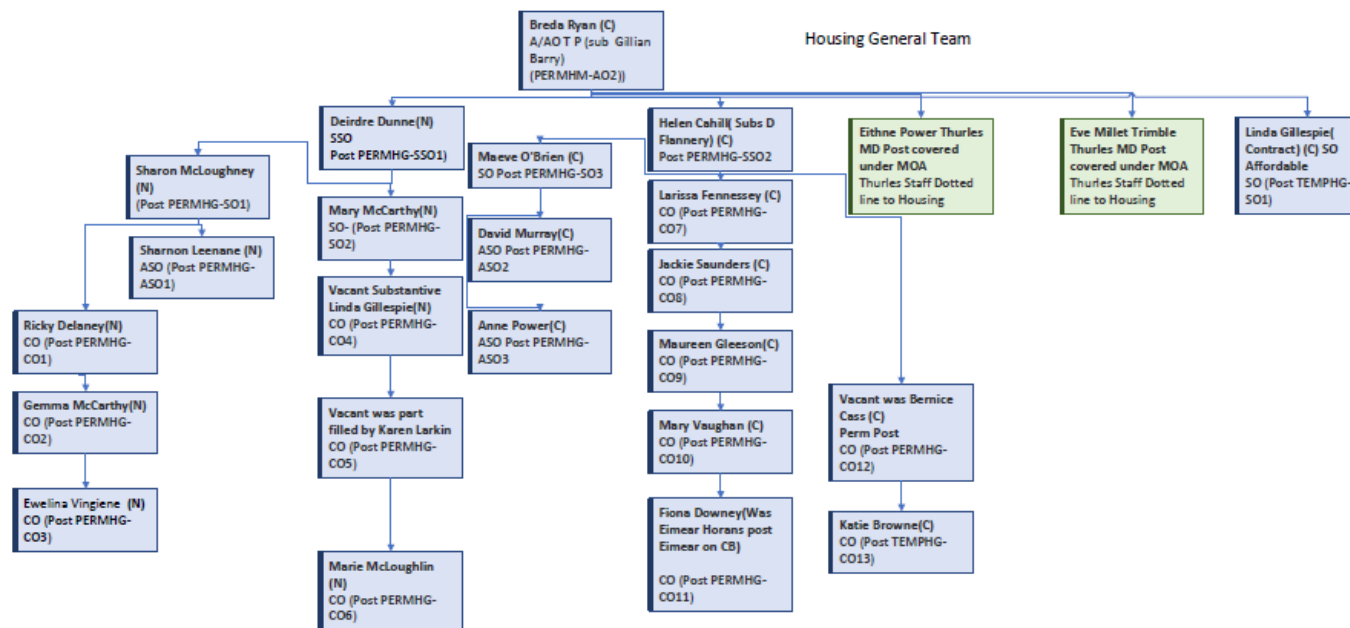 Breda Ryan (C)
A/AO T P (sub Gillian
Barry)
(PERMHM-AO2))
Housing General Team
Deirdre Dunne(N)
SSO
Post PERMHG-SSO1)
Helen Cahill( Subs D
Flannery) (C)
Post PERMHG-SSO2
Eithne Power Thurles
MD Post covered
under MOA
Thurles Staff Dotted
line to Housing
Eve Millet Trimble
Thurles MD Post
covered under MOA
Thurles Staff Dotted
line to Housing
Linda Gillespie(
Contract) (C) SO
Affordable
SO (Post TEMPHG-
SO1)
Sharon McLoughney
(N)
(Post PERMHG-SO1)
Maeve O'Brien (C)
SO Post PERMHG-SO3
Mary McCarthy(N)
SO- (Post PERMHG-
SO2)
Larissa Fennessey (C)
CO (Post PERMHG-
CO7)
Sharnon Leenane (N)
ASO (Post PERMHG-
ASO1)
David Murray(C)
ASO Post PERMHG-
ASO2
Jackie Saunders (C)
CO (Post PERMHG-
CO8)
Vacant Substantive
Linda Gillespie(N)
CO (Post PERMHG-
CO4)
Ricky Delaney(N)
CO (Post PERMHG-
CO1)
Anne Power(C)
ASO Post PERMHG-
ASO3
Maureen Gleeson(C)
CO (Post PERMHG-
CO9)
Gemma McCarthy(N)
CO (Post PERMHG-
CO2)
Vacant was part
filled by Karen Larkin
CO (Post PERMHG-
CO5)
Mary Vaughan (C)
CO (Post PERMHG-
CO10)
Vacant was Bernice
Cass (C)
Perm Post
CO (Post PERMHG-
CO12)
Ewelina Vingiene (N)
CO (Post PERMHG-
CO3)
Fiona Downey(Was
Eimear Horans post
Eimear on CB)
CO (Post PERMHG-
CO11)
Katie Browne(C)
CO (Post TEMPHG-
CO13)
Marie McLoughlin
(N)
CO (Post PERMHG-
CO6)